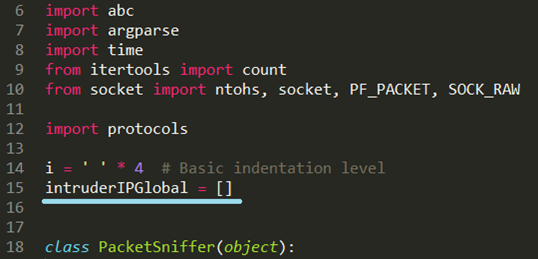 6 import abc
7 import argparse
8 import time
9 from itertools import count
10 from socket import ntohs, socket, PF_PACKET, SOCK_RAW
11
12 import protocols
13
14 i = ' ' * 4  # Basic indentation level
15 intruderIPGlobal = []
16
17
18 class PacketSniffer(object):